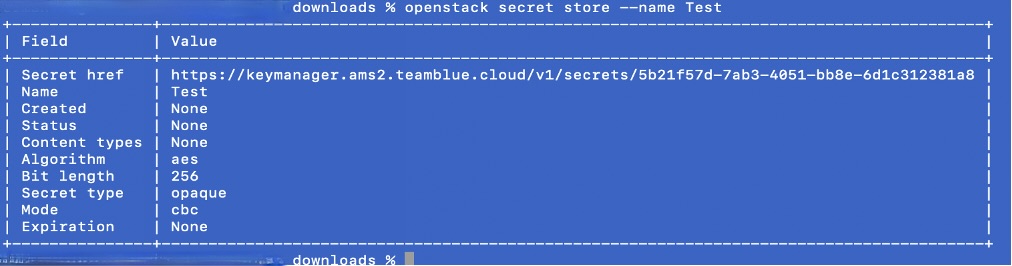 downloads % openstack secret store --name Test
| Field | Value |
| Secret href | https://keymanager.ams2.teamblue.cloud/v1/secrets/5b21f57d-7ab3-4051-bb8e-6d1c312381a8 |
| Name | Test |
| Created | None |
| Status | None |
| Content types | None |
| Algorithm | aes |
| Bit length | 256 |
| Secret type | opaque |
| Mode | cbc |
| Expiration | None |
downloads %